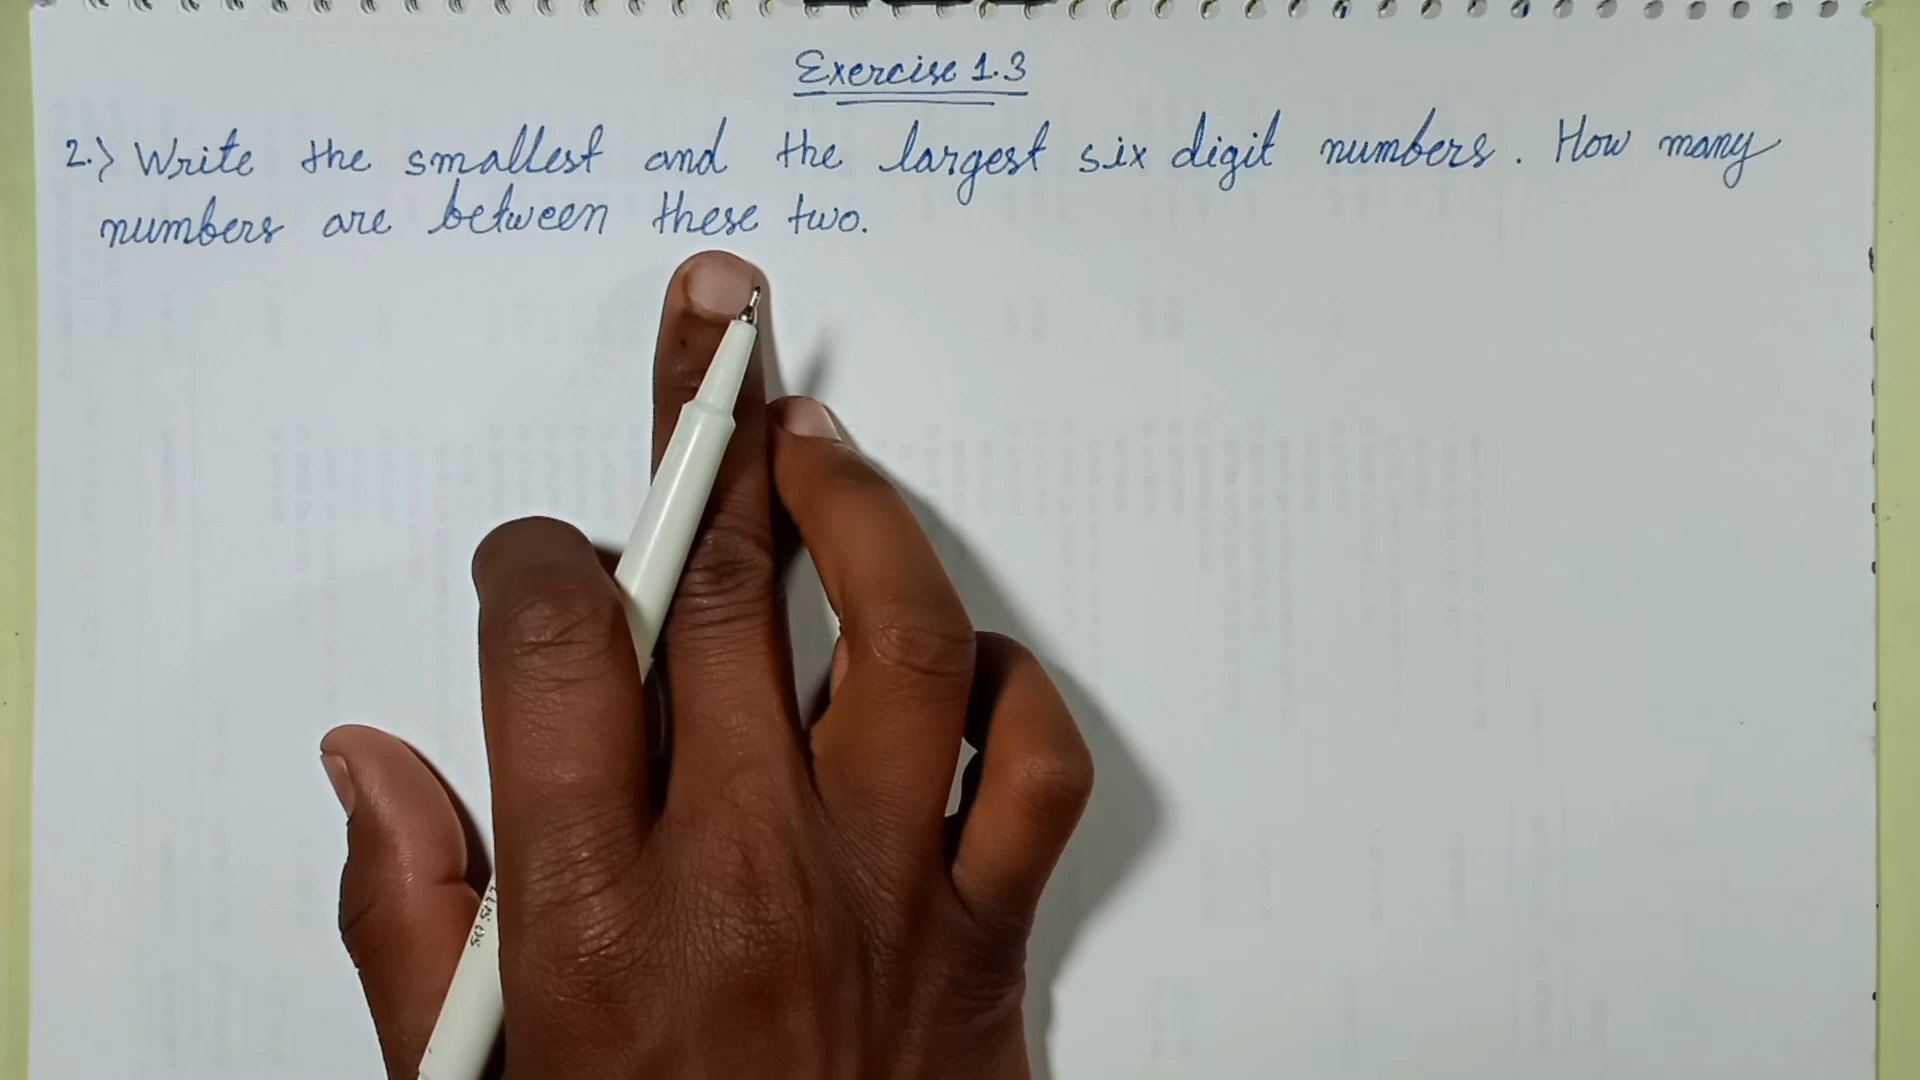 Exercise 1.3
2.) Write the smallest and the largest six digit numbers. How many
numbers are between these two.